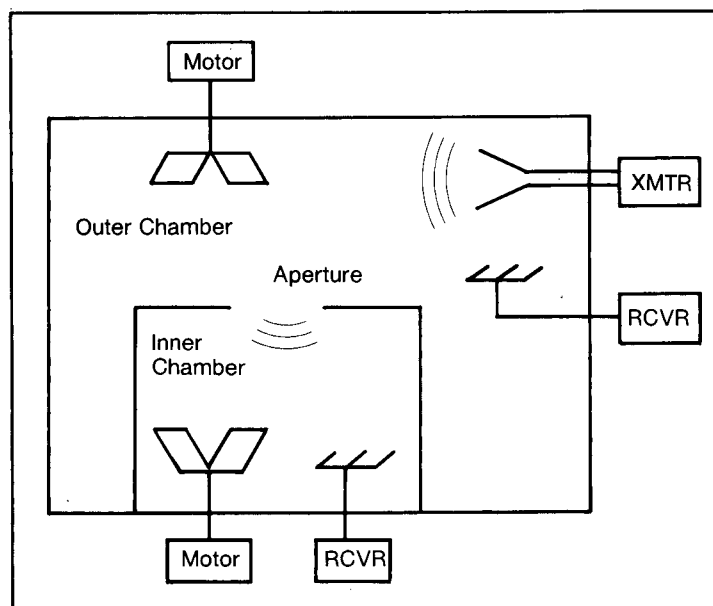 Motor
XMTR
Outer Chamber
Aperture
RCVR
Inner
Chamber
Motor
RCVR